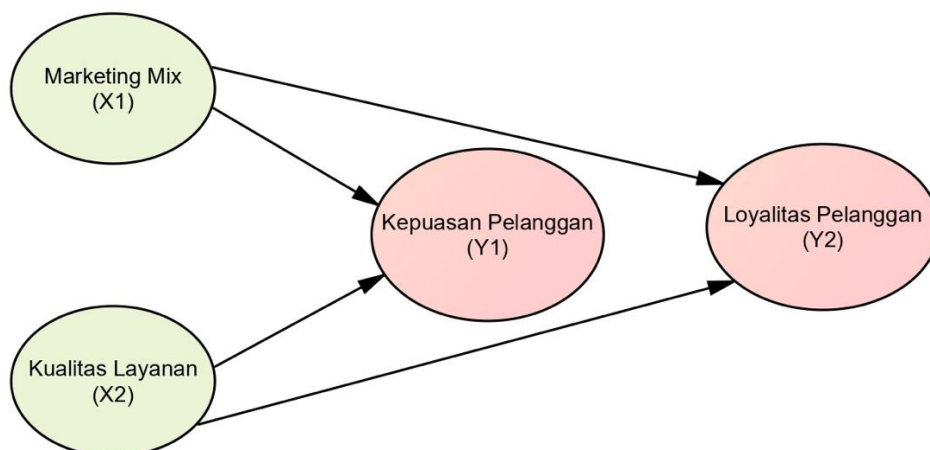 Marketing Mix
(X1)
Kepuasan Pelanggan
(Y1)
Loyalitas Pelanggan
(Y2)
Kualitas Layanan
(X2)